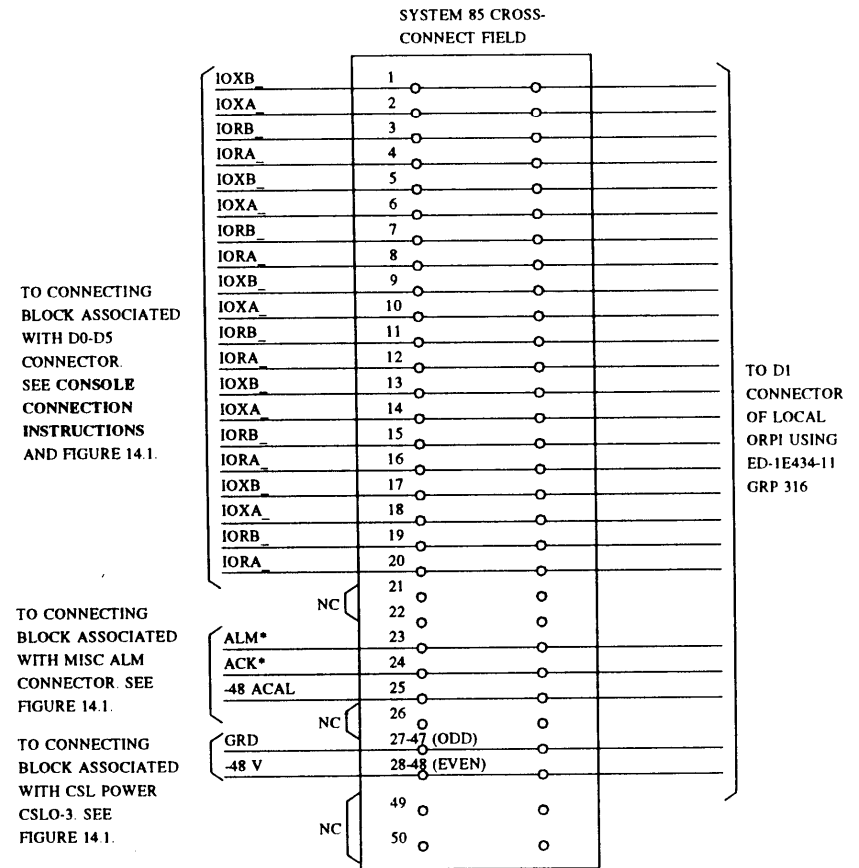 SYSTEM 85 CROSS-
CONNECT FIELD
IOXB_ 1
IOXA_ 2
IORB_ 3
IORA_ 4
IOXB_ 5
IOXA_ 6
IORB_ 7
IORA_ 8
IOXB_ 9
IOXA_ 10
IORB_ 11
IORA_ 12
IOXB_ 13
IOXA_ 14
IORB_ 15
IORA_ 16
IOXB_ 17
IOXA_ 18
IORB_ 19
IORA_ 20
NC 21
22
ALM* 23
ACK* 24
-48 ACAL 25
NC 26
GRD 27-47 (ODD)
-48 V 28-48 (EVEN)
49
NC
50
TO CONNECTING
BLOCK ASSOCIATED
WITH D0-D5
CONNECTOR.
SEE CONSOLE
CONNECTION
INSTRUCTIONS
AND FIGURE 14.1.
TO CONNECTING
BLOCK ASSOCIATED
WITH MISC ALM
CONNECTOR. SEE
FIGURE 14.1.
TO CONNECTING
BLOCK ASSOCIATED
WITH CSL POWER
CSLO-3. SEE
FIGURE 14.1.
TO D1
CONNECTOR
OF LOCAL
ORPI USING
ED-1E434-11
GRP 316